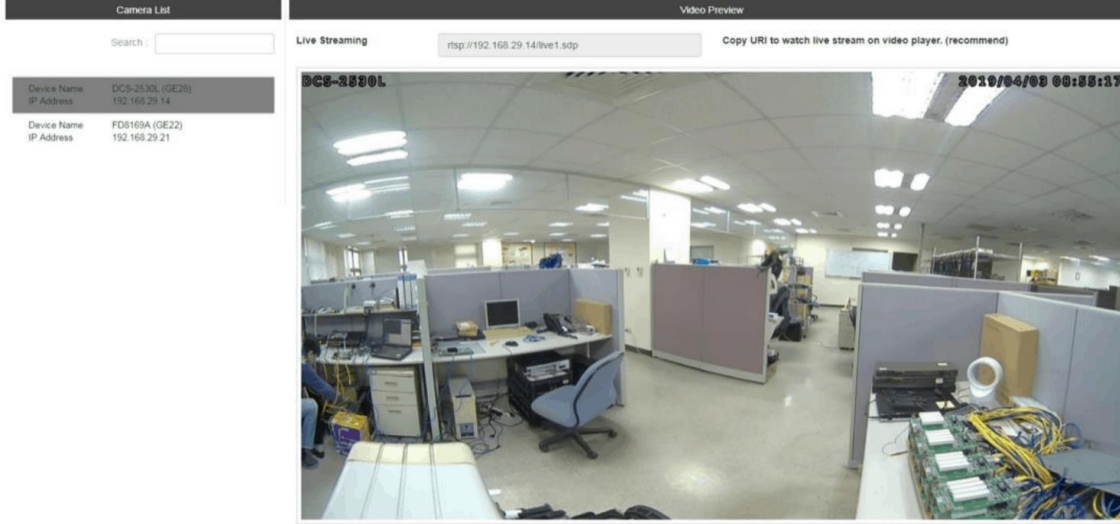 Camera List
Search :
Device Name DCS-2530L (GE28)
IP Address 192.168.29.14
Device Name FD8169A (GE22)
IP Address 192.168.29.21
Video Preview
Live Streaming rtsp://192.168.29.14/live1.sdp Copy URI to watch live stream on video player. (recommend)
DCS-2530L 2019/04/03 08:55:17